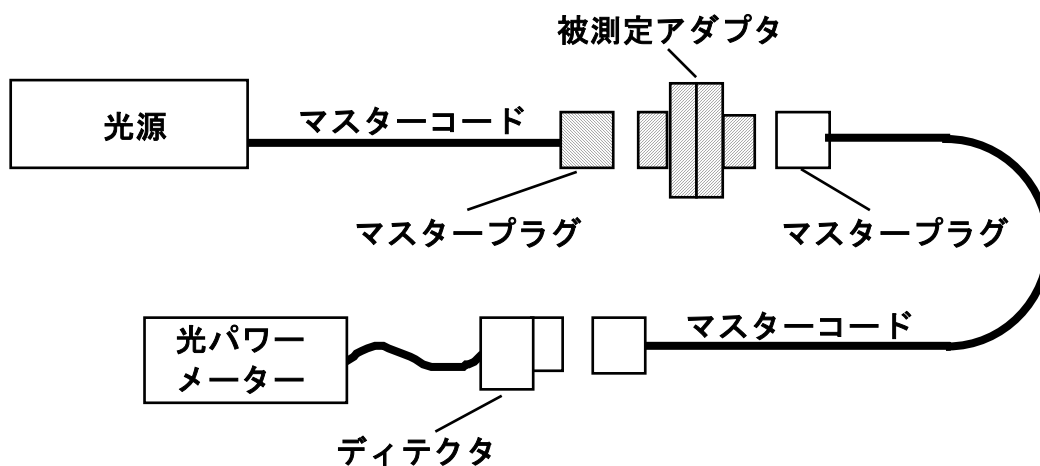 被測定アダプタ
光源
マスターコード
マスタープラグ
マスタープラグ
マスターコード
光パワー
メーター
ディテクタ